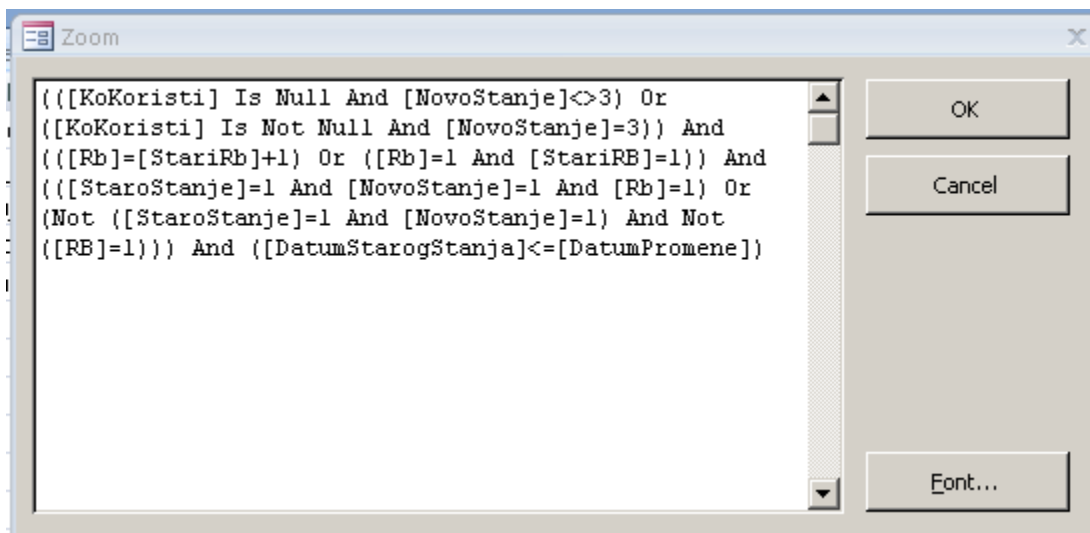 Zoom
(([KoKoristi] Is Null And [NovoStanje]<>3) Or
([KoKoristi] Is Not Null And [NovoStanje]=3)) And
(([Rb]=[StariRb]+1) Or ([Rb]=1 And [StariRB]=1)) And
(([StaroStanje]=1 And [NovoStanje]=1 And [Rb]=1) Or
(Not ([StaroStanje]=1 And [NovoStanje]=1) And Not
([RB]=1))) And ([DatumStarogStanja]<=[DatumPromene])
OK
Cancel
Font...